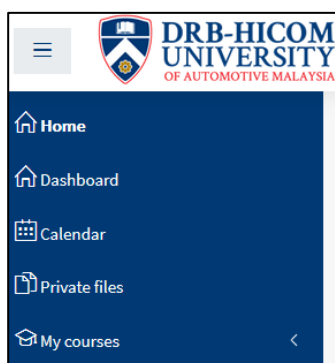 DRB-HICOM
UNIVERSITY
OF AUTOMOTIVE MALAYSIA
Home
Dashboard
Calendar
Private files
My courses